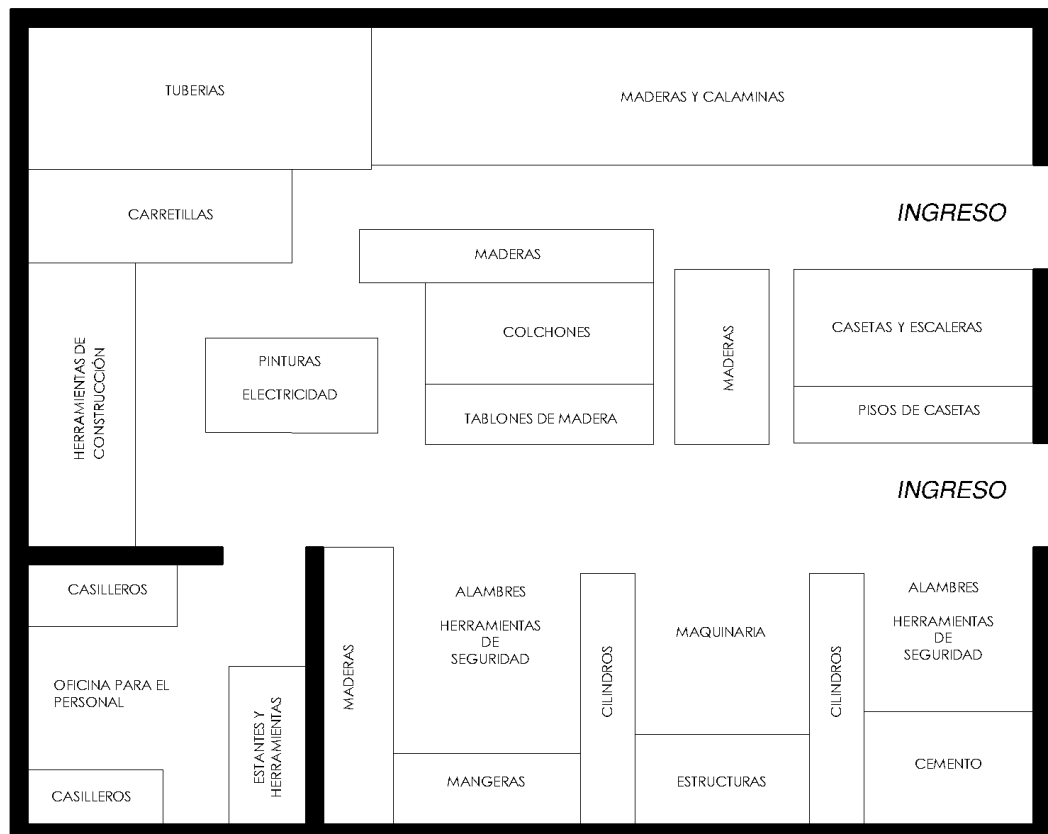 TUBERIAS
MADERAS Y CALAMINAS
CARRETILLAS
INGRESO
MADERAS
COLCHONES
TABLONES DE MADERA
MADERAS
CASETAS Y ESCALERAS
PISOS DE CASETAS
HERRAMIENTAS DE
CONSTRUCCIÓN
PINTURAS
ELECTRICIDAD
INGRESO
CASILLEROS
OFICINA PARA EL
PERSONAL
CASILLEROS
ESTANTES Y
HERRAMIENTAS
MADERAS
ALAMBRES
HERRAMIENTAS
DE
SEGURIDAD
MANGERAS
CILINDROS
MAQUINARIA
ESTRUCTURAS
CILINDROS
ALAMBRES
HERRAMIENTAS
DE
SEGURIDAD
CEMENTO